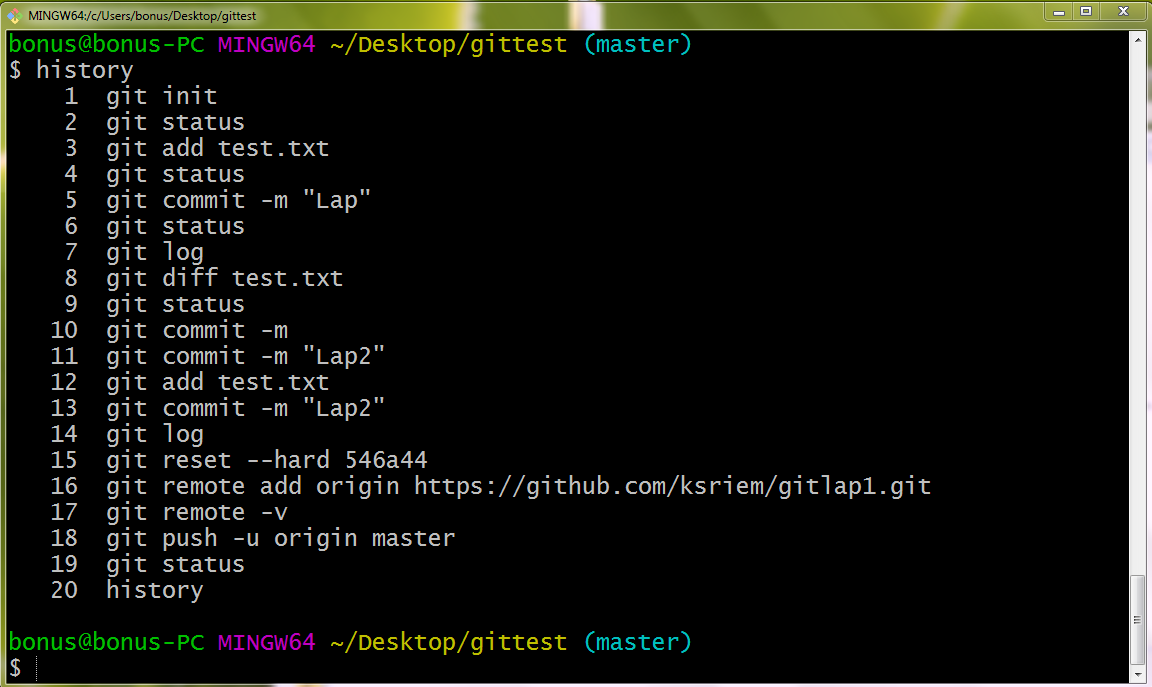 MINGW64:/c/Users/bonus/Desktop/gittest
bonus@bonus-PC MINGW64 ~/Desktop/gittest (master)
$ history
1 git init
2 git status
3 git add test.txt
4 git status
5 git commit -m "Lap"
6 git status
7 git log
8 git diff test.txt
9 git status
10 git commit -m
11 git commit -m "Lap2"
12 git add test.txt
13 git commit -m "Lap2"
14 git log
15 git reset --hard 546a44
16 git remote add origin https://github.com/ksriem/gitlap1.git
17 git remote -v
18 git push -u origin master
19 git status
20 history
bonus@bonus-PC MINGW64 ~/Desktop/gittest (master)
$